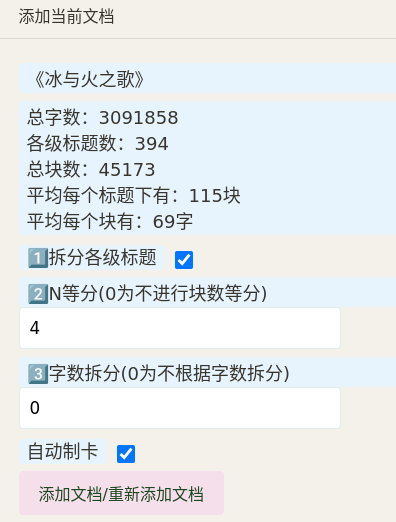 添加当前文档
《冰与火之歌》
总字数：3091858
各级标题数：394
总块数：45173
平均每个标题下有：115块
平均每个块有：69字
1️⃣拆分各级标题
2️⃣N等分(0为不进行块数等分)
4
3️⃣字数拆分(0为不根据字数拆分)
0
自动制卡
添加文档/重新添加文档